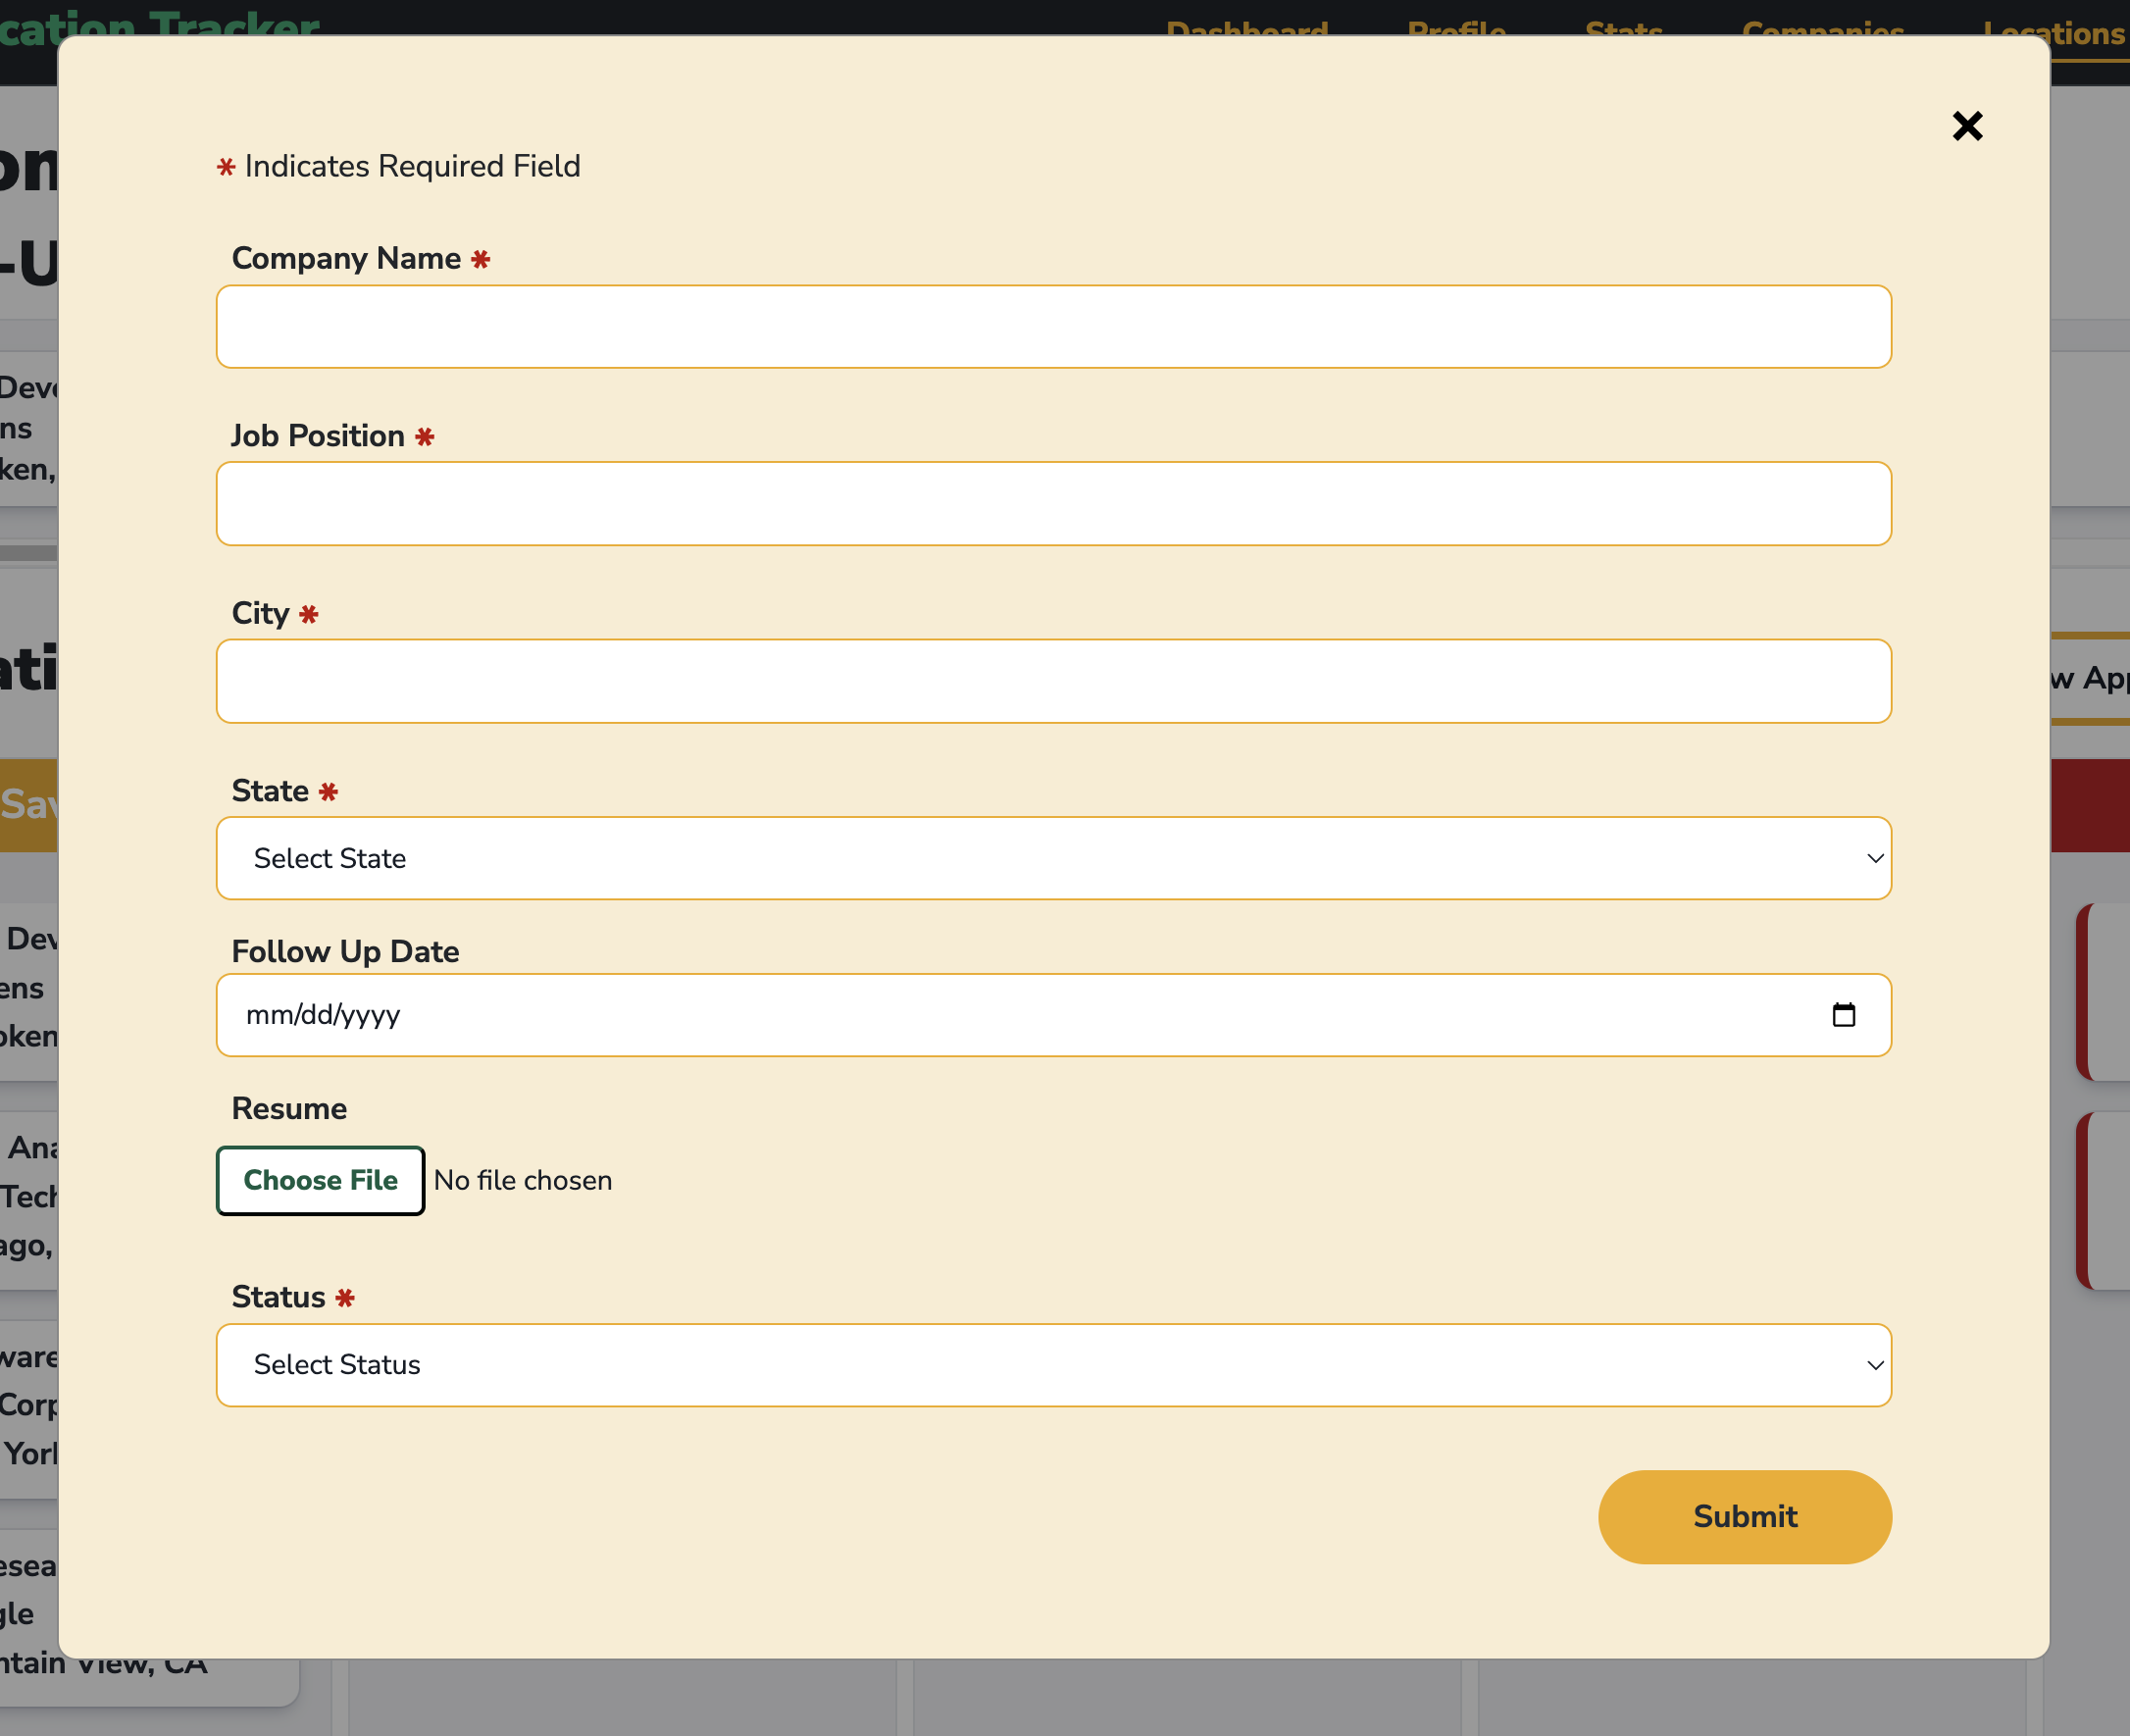 cation Tracker
Dashboard Profile Stats Companies Locations
* Indicates Required Field
Company Name *
Job Position *
City *
State *
Select State
Follow Up Date
mm/dd/yyyy
Resume
Choose File No file chosen
Status *
Select Status
Submit
on
-U
Deve
ns
ken,
ati
w App
Sav
Dev
ens
oken
Ana
Tech
ago,
ware
Corp
York
esea
gle
ntain View, CA